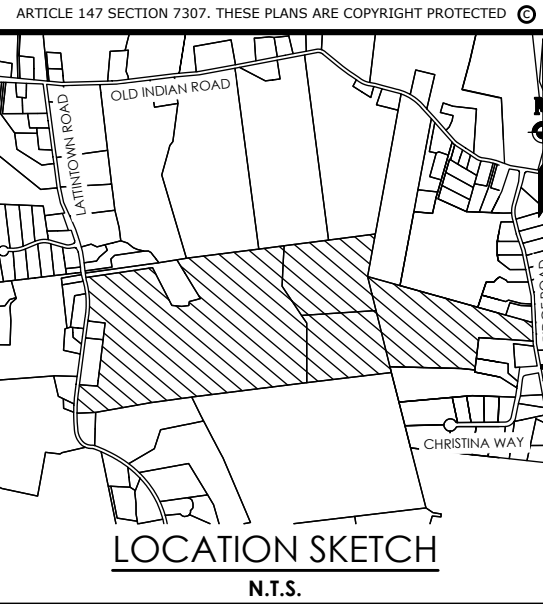 ARTICLE 147 SECTION 7307. THESE PLANS ARE COPYRIGHT PROTECTED ©
OLD INDIAN ROAD
LATTINTOWN ROAD
CHRISTINA WAY
LOCATION SKETCH
N.T.S.